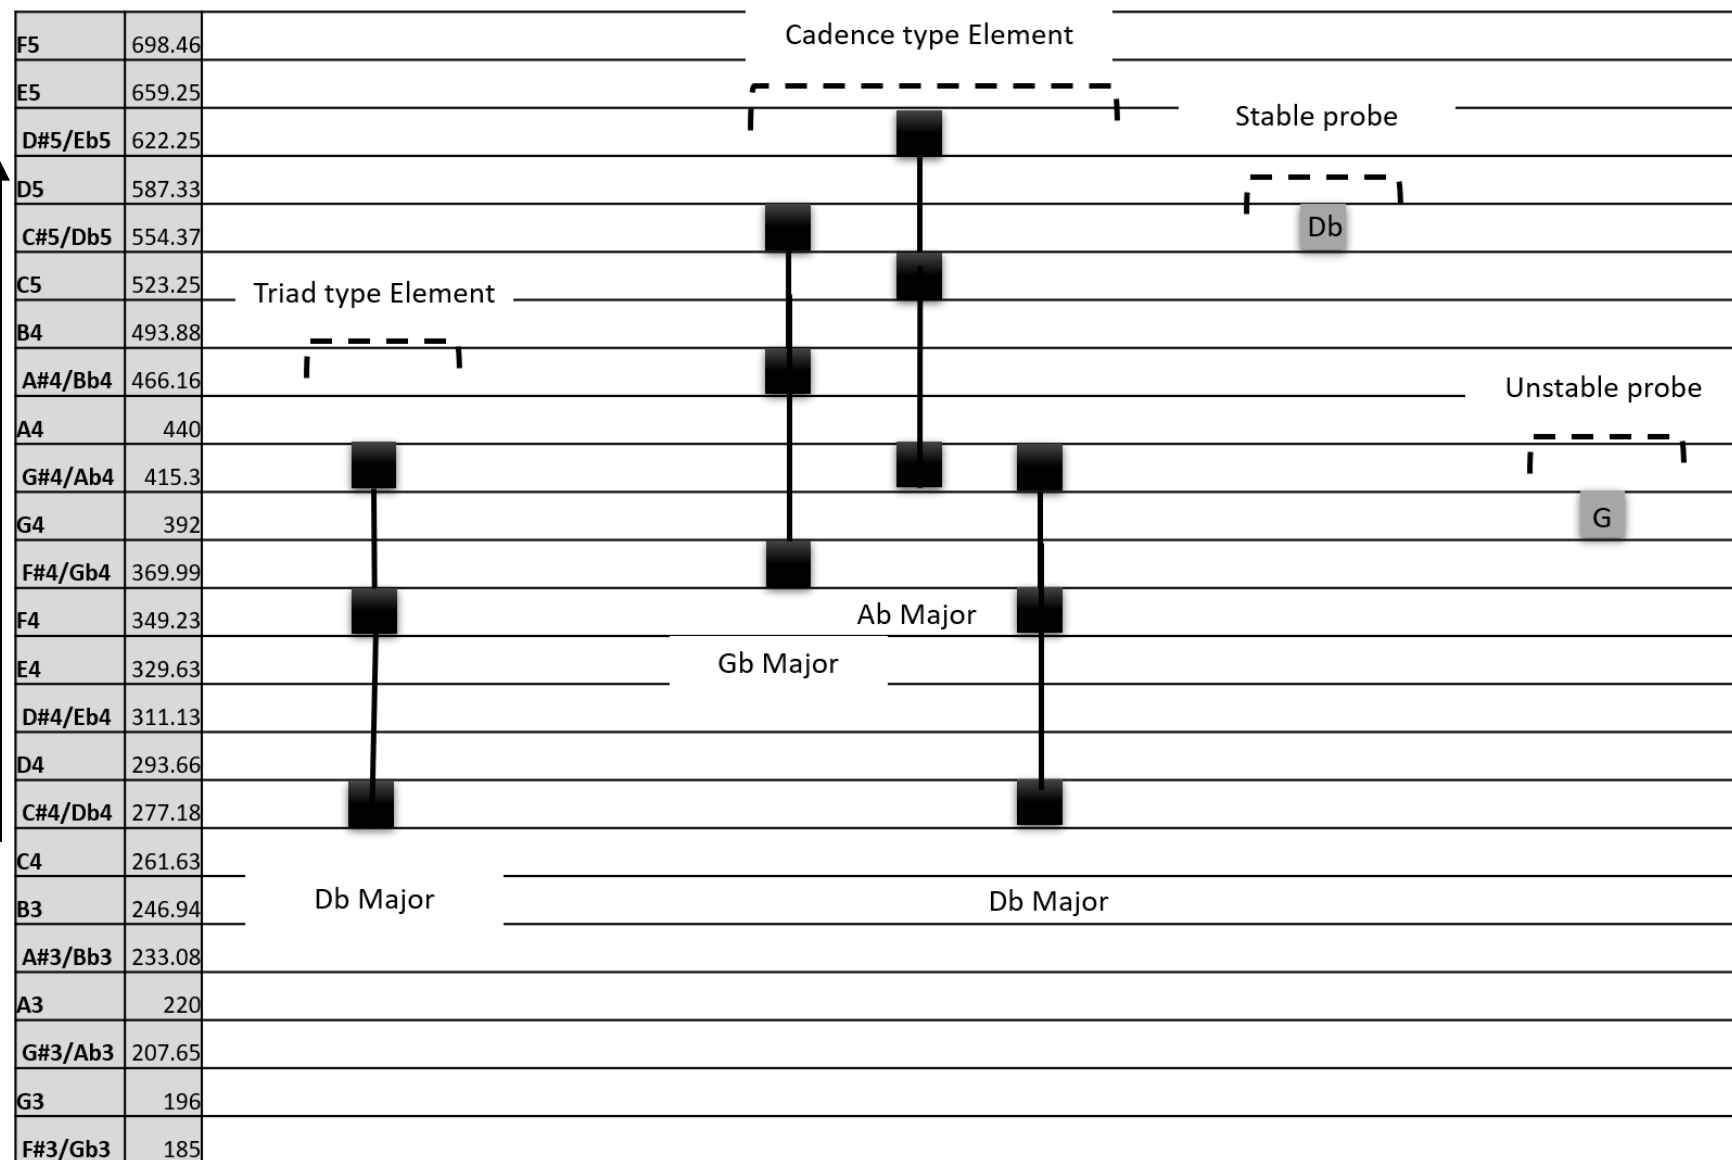 Cadence type Element
F5 698.46
E5 659.25
Stable probe
D#5/Eb5 622.25
D5 587.33
C#5/Db5 554.37
Db
C5 523.25
Triad type Element
B4 493.88
A#4/Bb4 466.16
Unstable probe
A4 440
G#4/Ab4 415.3
G4 392
G
F#4/Gb4 369.99
F4 349.23
Ab Major
E4 329.63
Gb Major
D#4/Eb4 311.13
D4 293.66
C#4/Db4 277.18
C4 261.63
B3 246.94
Db Major
Db Major
A#3/Bb3 233.08
A3 220
G#3/Ab3 207.65
G3 196
F#3/Gb3 185